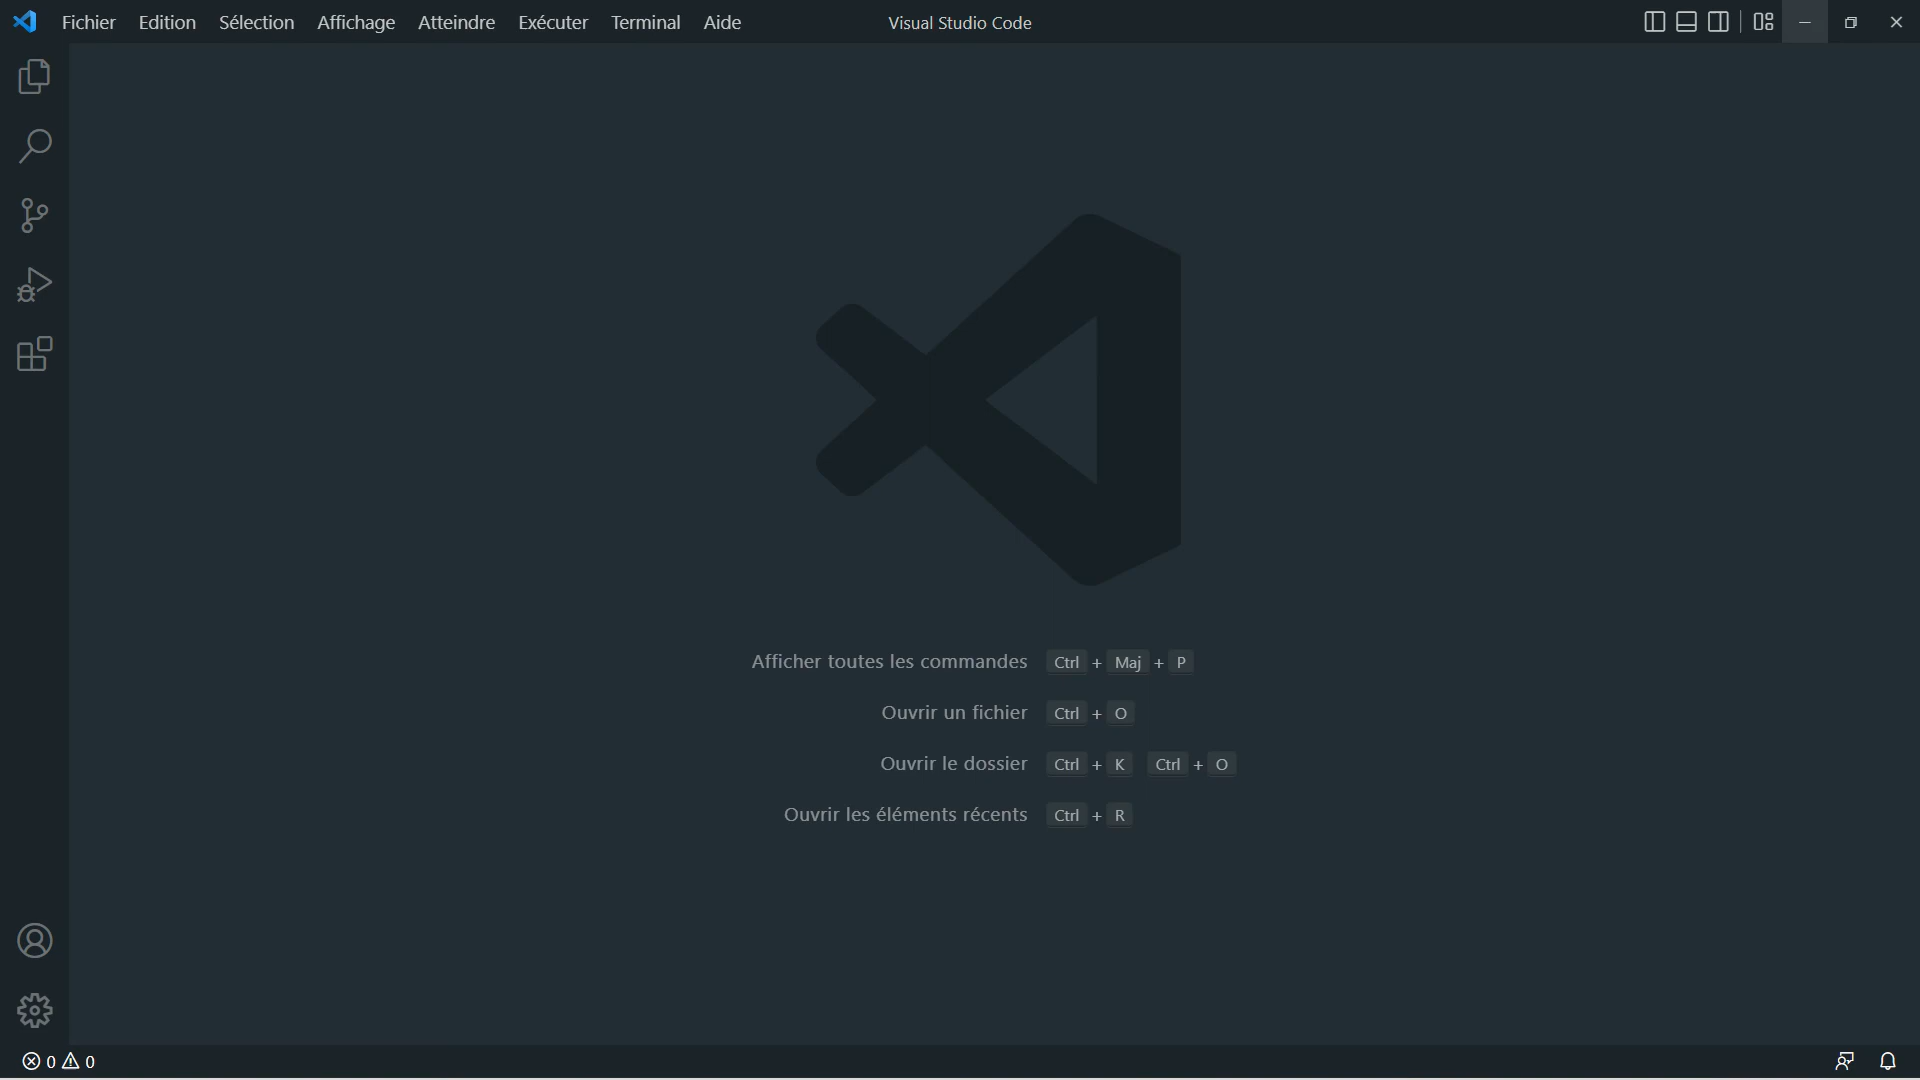 Fichier Edition Sélection Affichage Atteindre Exécuter Terminal Aide Visual Studio Code
Afficher toutes les commandes Ctrl + Maj + P
Ouvrir un fichier Ctrl + O
Ouvrir le dossier Ctrl + K Ctrl + O
Ouvrir les éléments récents Ctrl + R
0 0